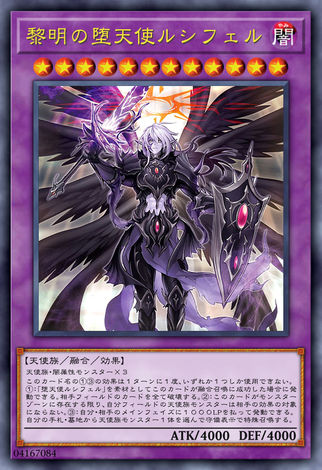 黎明の堕天使ルシフェル
闇
【天使族/融合/効果】
天使族・闇属性モンスター×3
このカード名の①③の効果は1ターンに1度、いずれか1つしか使用できない。
①:「堕天使ルシフェル」を素材としてこのカードが融合召喚に成功した場合に発
動できる。相手フィールドのカードを全て破壊する。②:このカードがモンスター
ゾーンに存在する限り、自分フィールドの天使族モンスターは相手の効果の対象
にならない。③:自分・相手のメインフェイズに1000LPを払って発動できる。
自分の手札・墓地から天使族モンスター1体を選んで守備表示で特殊召喚する。
ATK/4000 DEF/4000
04167084